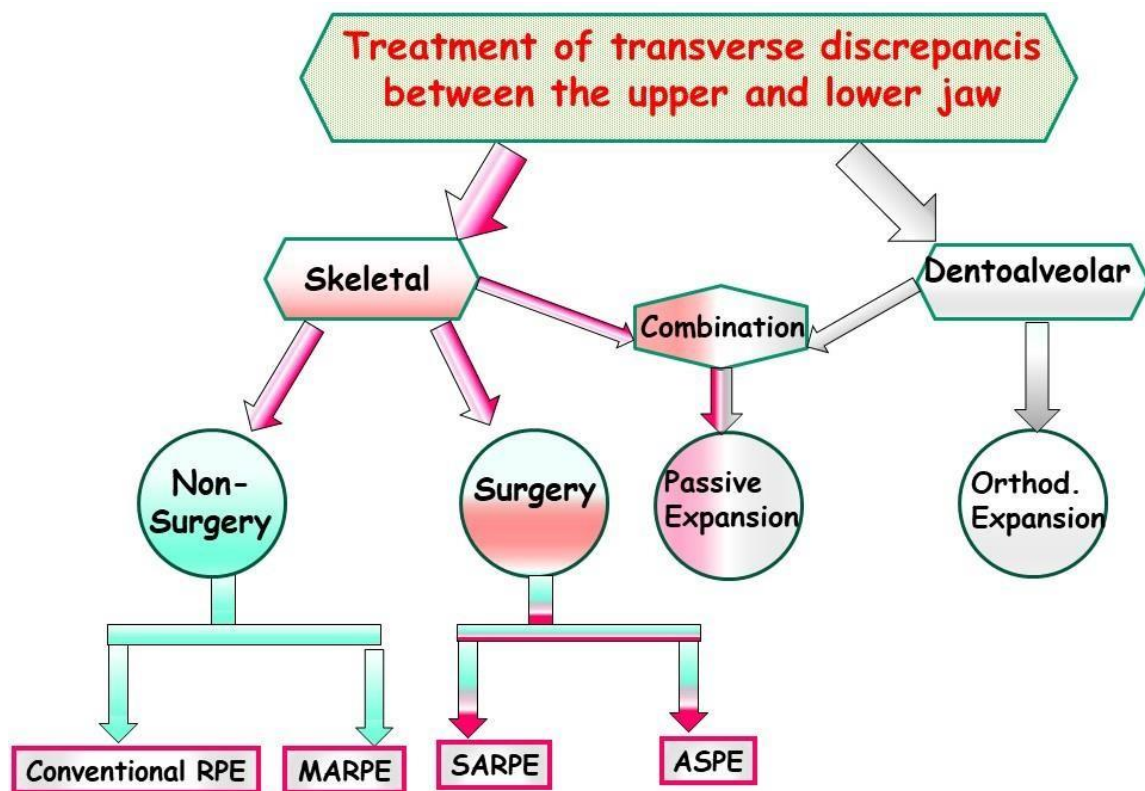 Treatment of transverse discrepancis
between the upper and lower jaw
Skeletal
Dentoalveolar
Combination
Non-
Surgery
Surgery
Passive
Expansion
Orthod.
Expansion
Conventional RPE
MARPE
SARPE
ASPE